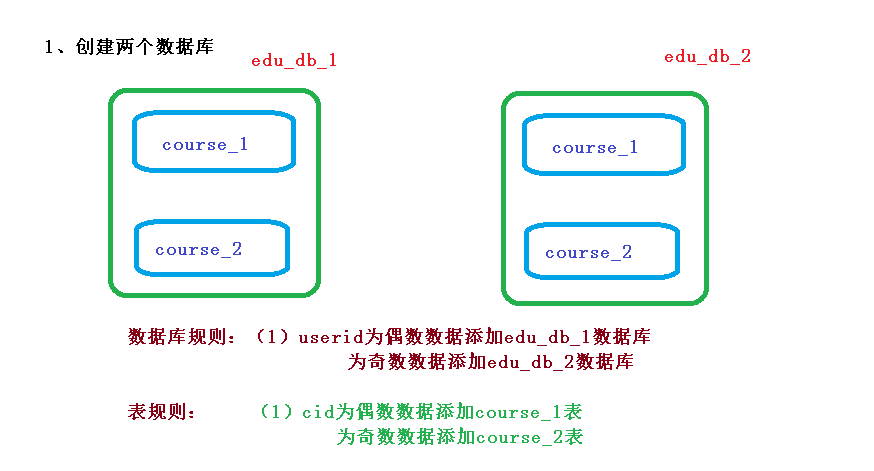 1、创建两个数据库
edu_db_1
edu_db_2
course_1
course_1
course_2
course_2
数据库规则：（1）userid为偶数数据添加edu_db_1数据库
为奇数数据添加edu_db_2数据库
表规则： （1）cid为偶数数据添加course_1表
为奇数数据添加course_2表